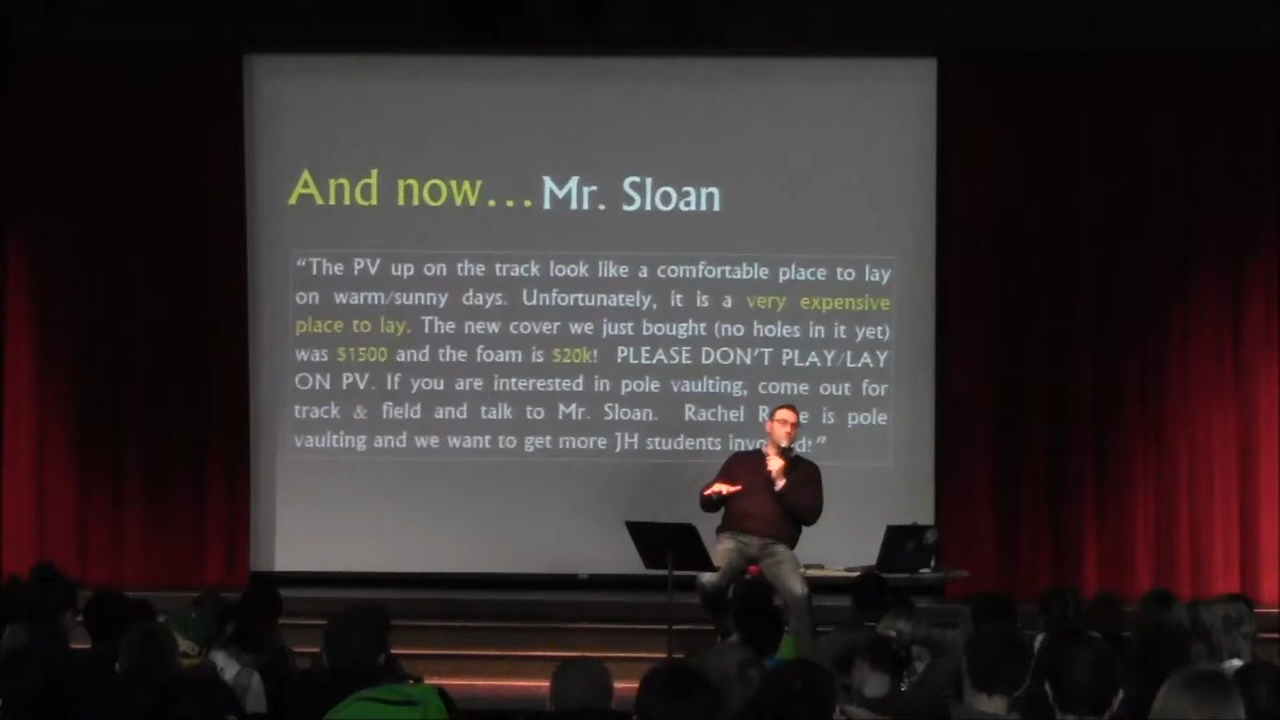 And now... Mr. Sloan
“The PV up on the track look like a comfortable place to lay
on warm/sunny days. Unfortunately, it is a very expensive
place to lay. The new cover we just bought (no holes in it yet)
was $1500 and the foam is $20k! PLEASE DON'T PLAY/LAY
ON PV. If you are interested in pole vaulting, come out for
track & field and talk to Mr. Sloan. Rachel is pole
vaulting and we want to get more JH students